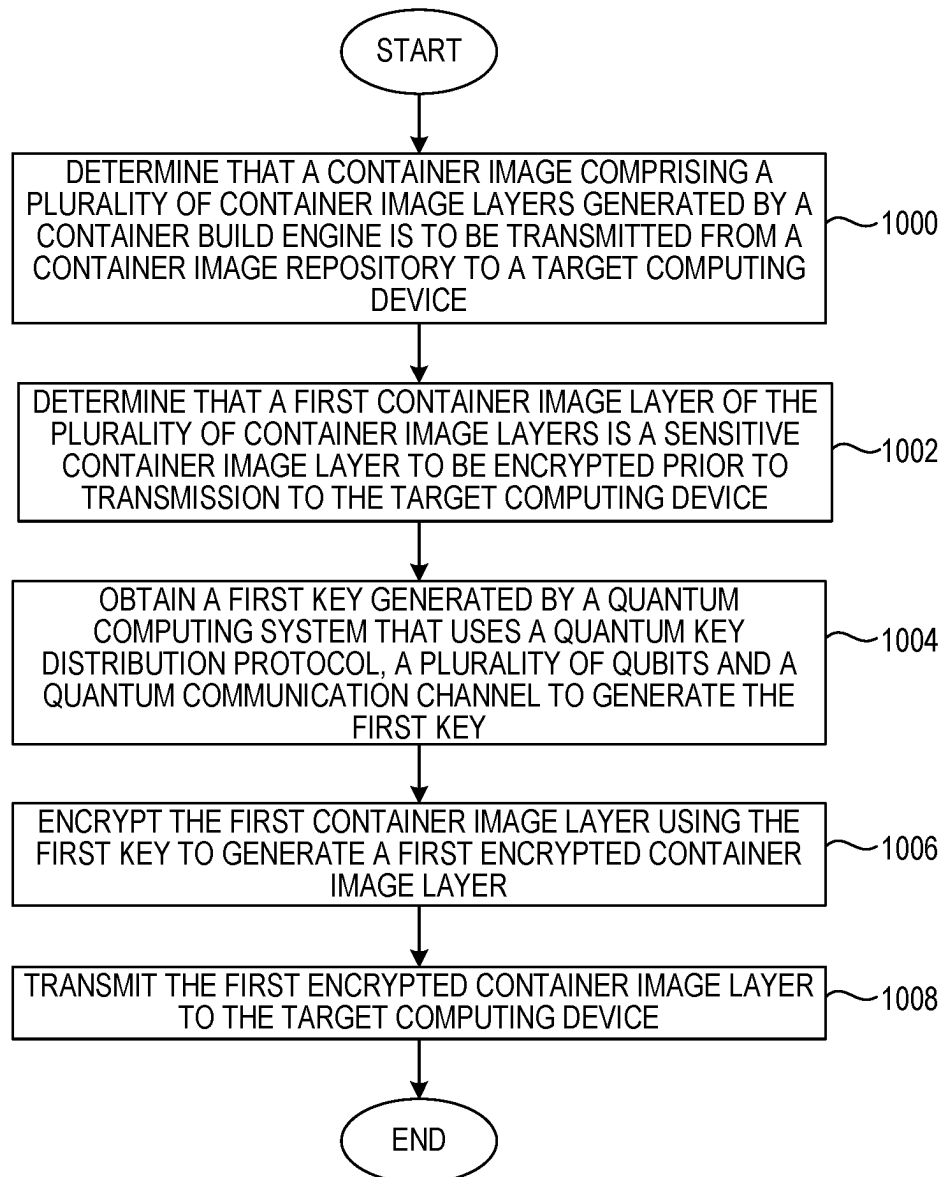 START
DETERMINE THAT A CONTAINER IMAGE COMPRISING A
PLURALITY OF CONTAINER IMAGE LAYERS GENERATED BY A
CONTAINER BUILD ENGINE IS TO BE TRANSMITTED FROM A
CONTAINER IMAGE REPOSITORY TO A TARGET COMPUTING
DEVICE
1000
DETERMINE THAT A FIRST CONTAINER IMAGE LAYER OF THE
PLURALITY OF CONTAINER IMAGE LAYERS IS A SENSITIVE
CONTAINER IMAGE LAYER TO BE ENCRYPTED PRIOR TO
TRANSMISSION TO THE TARGET COMPUTING DEVICE
1002
OBTAIN A FIRST KEY GENERATED BY A QUANTUM
COMPUTING SYSTEM THAT USES A QUANTUM KEY
DISTRIBUTION PROTOCOL, A PLURALITY OF QUBITS AND A
QUANTUM COMMUNICATION CHANNEL TO GENERATE THE
FIRST KEY
1004
ENCRYPT THE FIRST CONTAINER IMAGE LAYER USING THE
FIRST KEY TO GENERATE A FIRST ENCRYPTED CONTAINER
IMAGE LAYER
1006
TRANSMIT THE FIRST ENCRYPTED CONTAINER IMAGE LAYER
TO THE TARGET COMPUTING DEVICE
1008
END